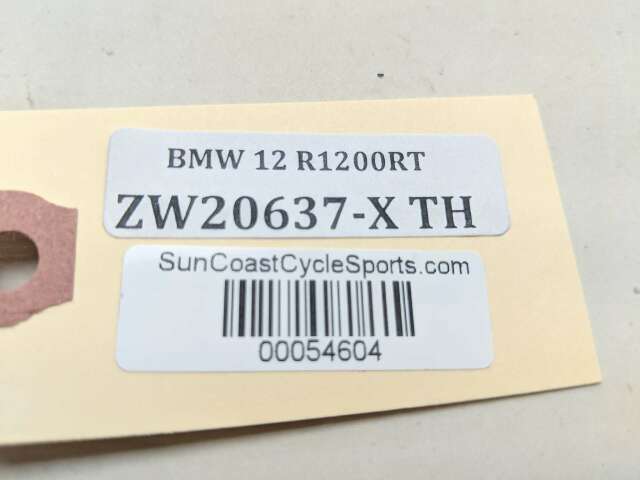 BMW 12 R1200RT
ZW20637-X TH
SunCoastCycleSports.com
00054604